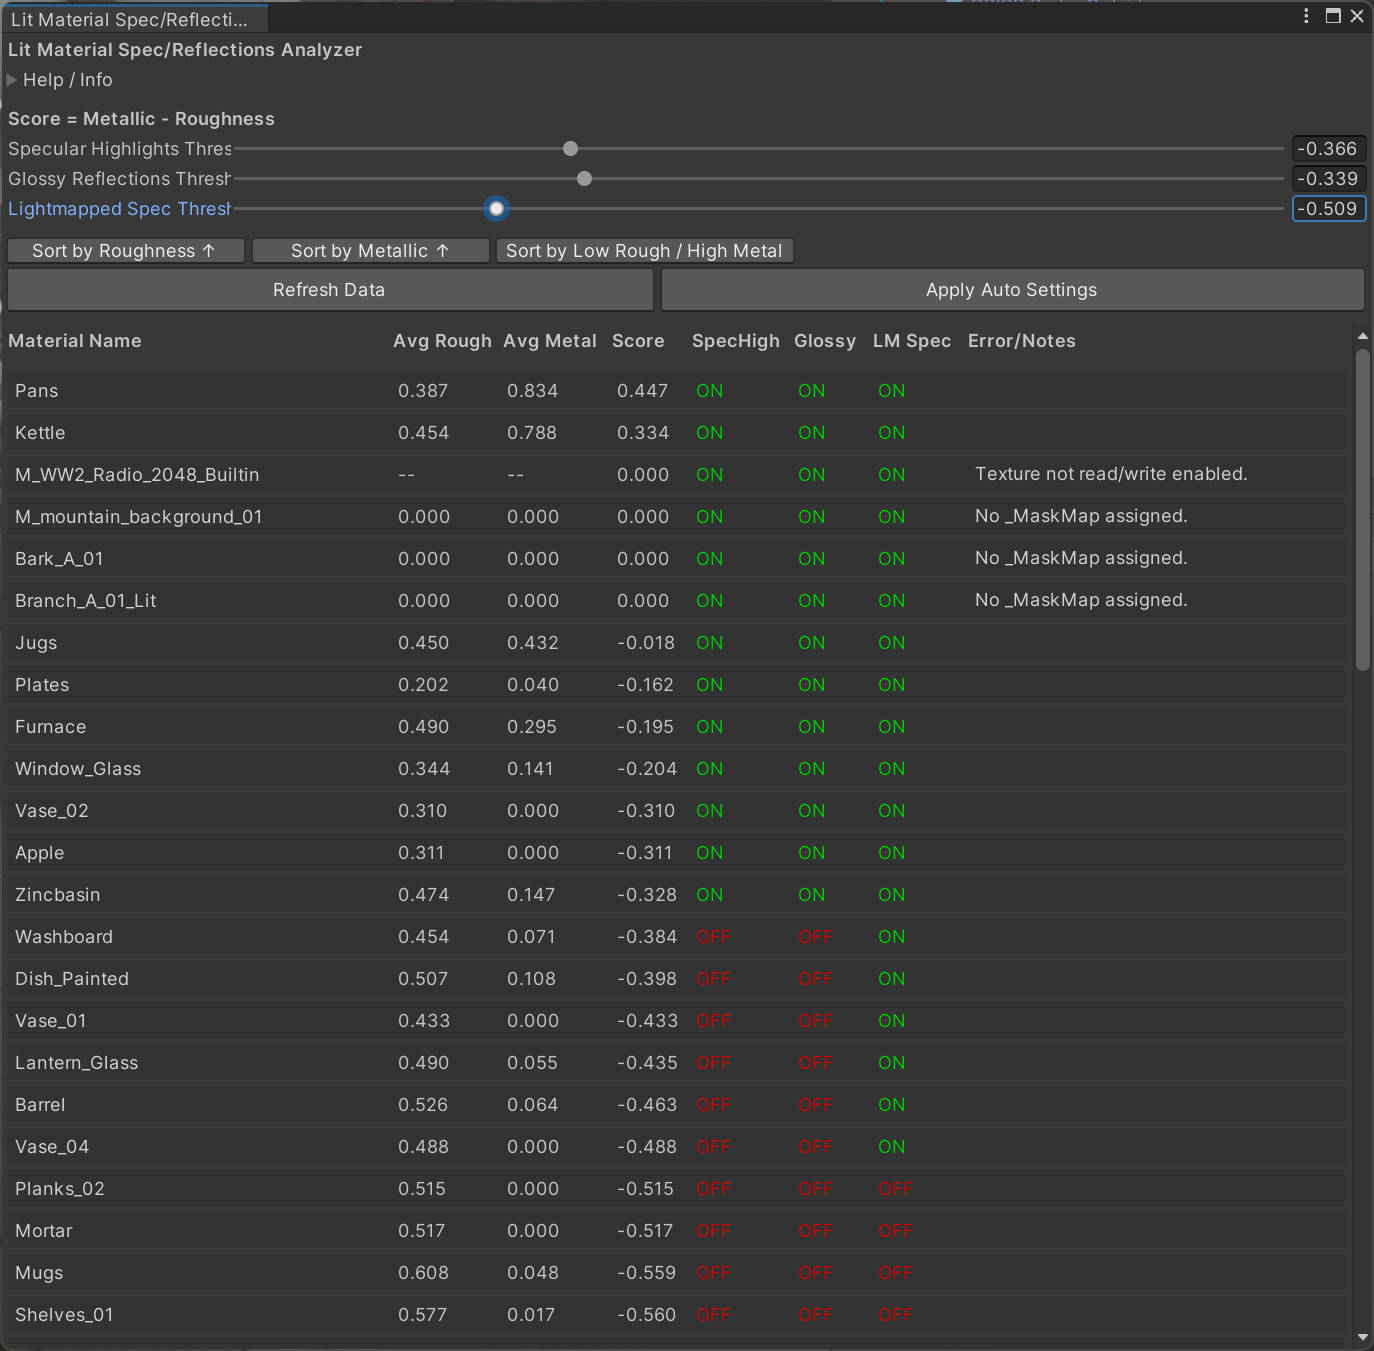 Lit Material Spec/Reflecti...
Lit Material Spec/Reflections Analyzer
Help / Info
Score = Metallic - Roughness
Specular Highlights Thres -0.366
Glossy Reflections Thresh -0.339
Lightmapped Spec Thresh -0.509
Sort by Roughness ↑ Sort by Metallic ↑ Sort by Low Rough / High Metal
Refresh Data Apply Auto Settings
Material Name Avg Rough Avg Metal Score SpecHigh Glossy LM Spec Error/Notes
Pans 0.387 0.834 0.447 ON ON ON
Kettle 0.454 0.788 0.334 ON ON ON
M_WW2_Radio_2048_Builtin -- -- 0.000 ON ON ON Texture not read/write enabled.
M_mountain_background_01 0.000 0.000 0.000 ON ON ON No _MaskMap assigned.
Bark_A_01 0.000 0.000 0.000 ON ON ON No _MaskMap assigned.
Branch_A_01_Lit 0.000 0.000 0.000 ON ON ON No _MaskMap assigned.
Jugs 0.450 0.432 -0.018 ON ON ON
Plates 0.202 0.040 -0.162 ON ON ON
Furnace 0.490 0.295 -0.195 ON ON ON
Window_Glass 0.344 0.141 -0.204 ON ON ON
Vase_02 0.310 0.000 -0.310 ON ON ON
Apple 0.311 0.000 -0.311 ON ON ON
Zincbasin 0.474 0.147 -0.328 ON ON ON
Washboard 0.454 0.071 -0.384 OFF OFF ON
Dish_Painted 0.507 0.108 -0.398 OFF OFF ON
Vase_01 0.433 0.000 -0.433 OFF OFF ON
Lantern_Glass 0.490 0.055 -0.435 OFF OFF ON
Barrel 0.526 0.064 -0.463 OFF OFF ON
Vase_04 0.488 0.000 -0.488 OFF OFF ON
Planks_02 0.515 0.000 -0.515 OFF OFF OFF
Mortar 0.517 0.000 -0.517 OFF OFF OFF
Mugs 0.608 0.048 -0.559 OFF OFF OFF
Shelves_01 0.577 0.017 -0.560 OFF OFF OFF